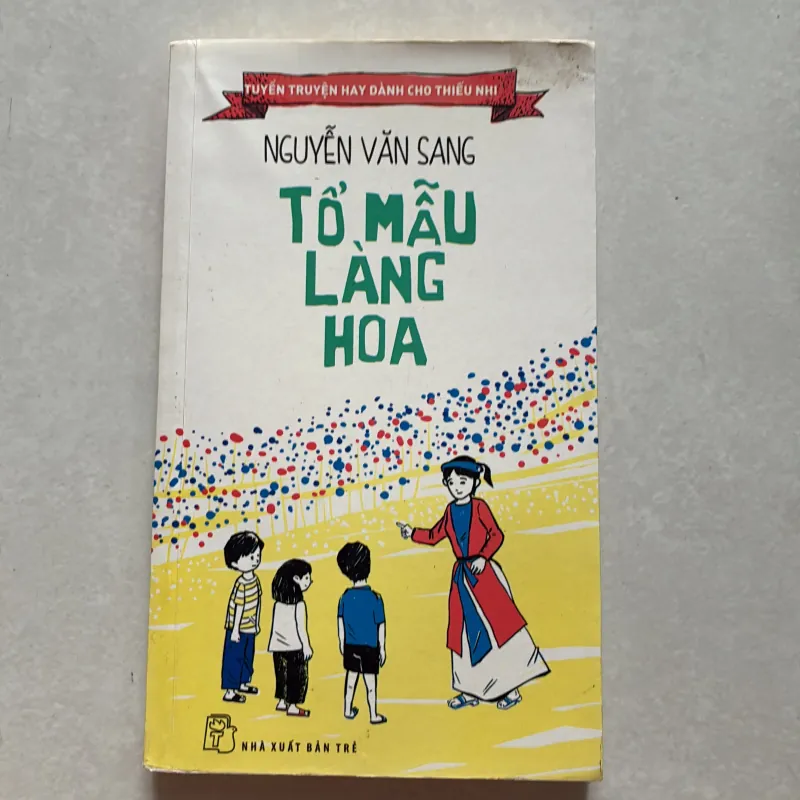 TUYỂN TRUYỆN HAY DÀNH CHO THIẾU NHI
NGUYỄN VĂN SANG
TỔ MẪU
LÀNG
HOA
NHÀ XUẤT BẢN TRẺ